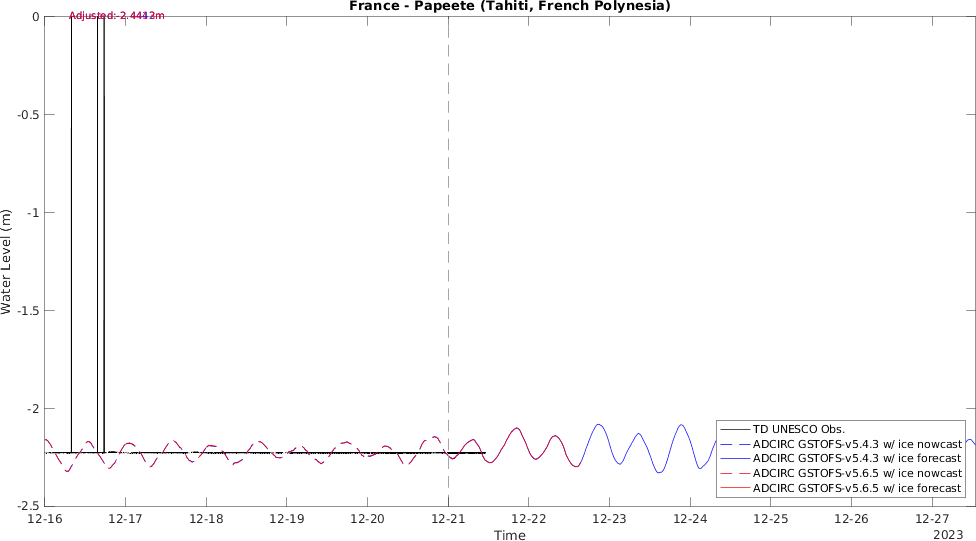 France - Papeete (Tahiti, French Polynesia)
Water Level (m)
0
-0.5
-1
-1.5
-2
-2.5
12-16
12-17
12-18
12-19
12-20
12-21
12-22
12-23
12-24
12-25
12-26
12-27
Time
2023
TD UNESCO Obs.
ADCIRC GSTOFS-v5.4.3 w/ ice nowcast
ADCIRC GSTOFS-v5.4.3 w/ ice forecast
ADCIRC GSTOFS-v5.6.5 w/ ice nowcast
ADCIRC GSTOFS-v5.6.5 w/ ice forecast